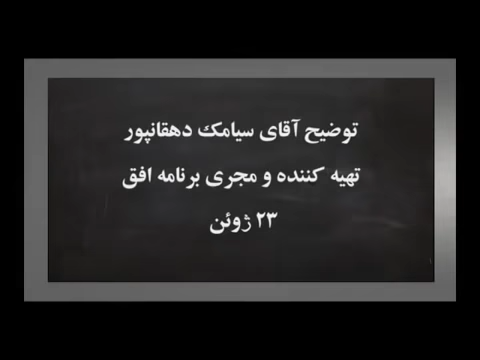 توضیح آقای سیامک دهقانپور
تهیه کننده و مجری برنامه افق
۲۳ ژوئن